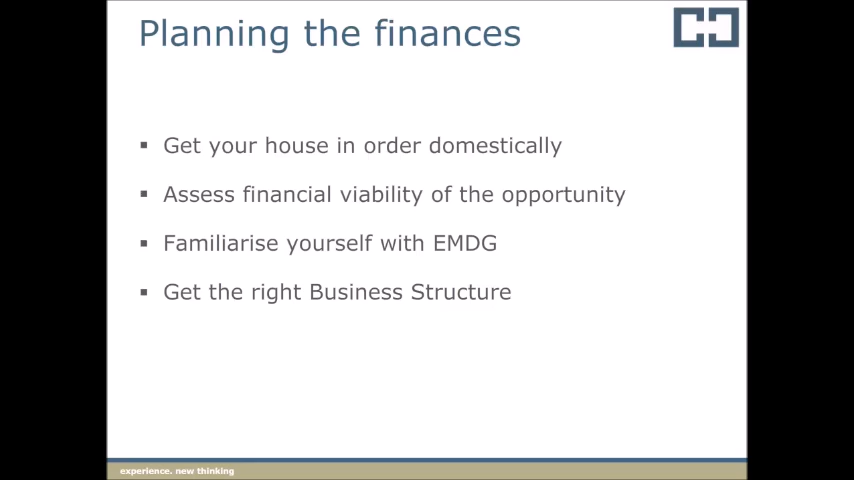 Planning the finances
Get your house in order domestically
Assess financial viability of the opportunity
Familiarise yourself with EMDG
Get the right Business Structure
experience. new thinking